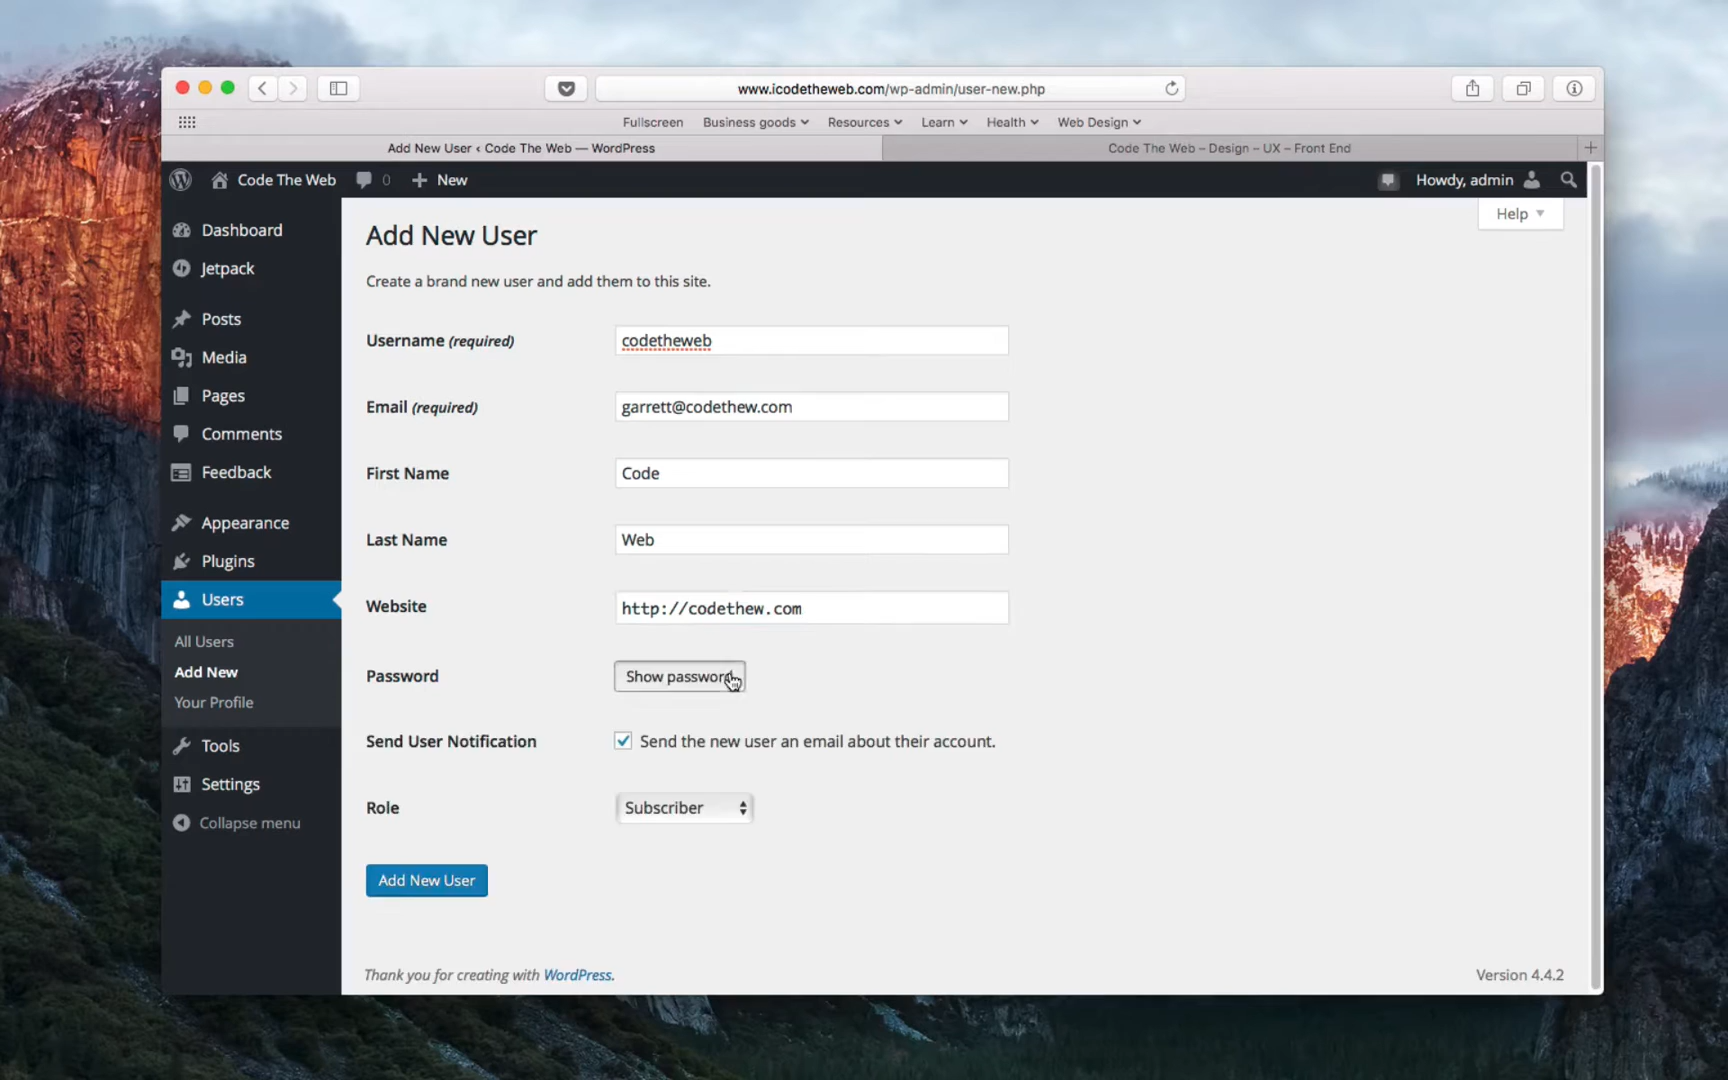 www.icodetheweb.com/wp-admin/user-new.php
Fullscreen Business goods Resources Learn Health Web Design
Add New User ‹ Code The Web — WordPress
Code The Web – Design – UX – Front End
Code The Web 0 New
Howdy, admin
Help
Dashboard
Jetpack
Posts
Media
Pages
Comments
Feedback
Appearance
Plugins
Users
All Users
Add New
Your Profile
Tools
Settings
Collapse menu
Add New User
Create a brand new user and add them to this site.
Username (required) codetheweb
Email (required) garrett@codethew.com
First Name Code
Last Name Web
Website http://codethew.com
Password Show password
Send User Notification Send the new user an email about their account.
Role Subscriber
Add New User
Thank you for creating with WordPress.
Version 4.4.2